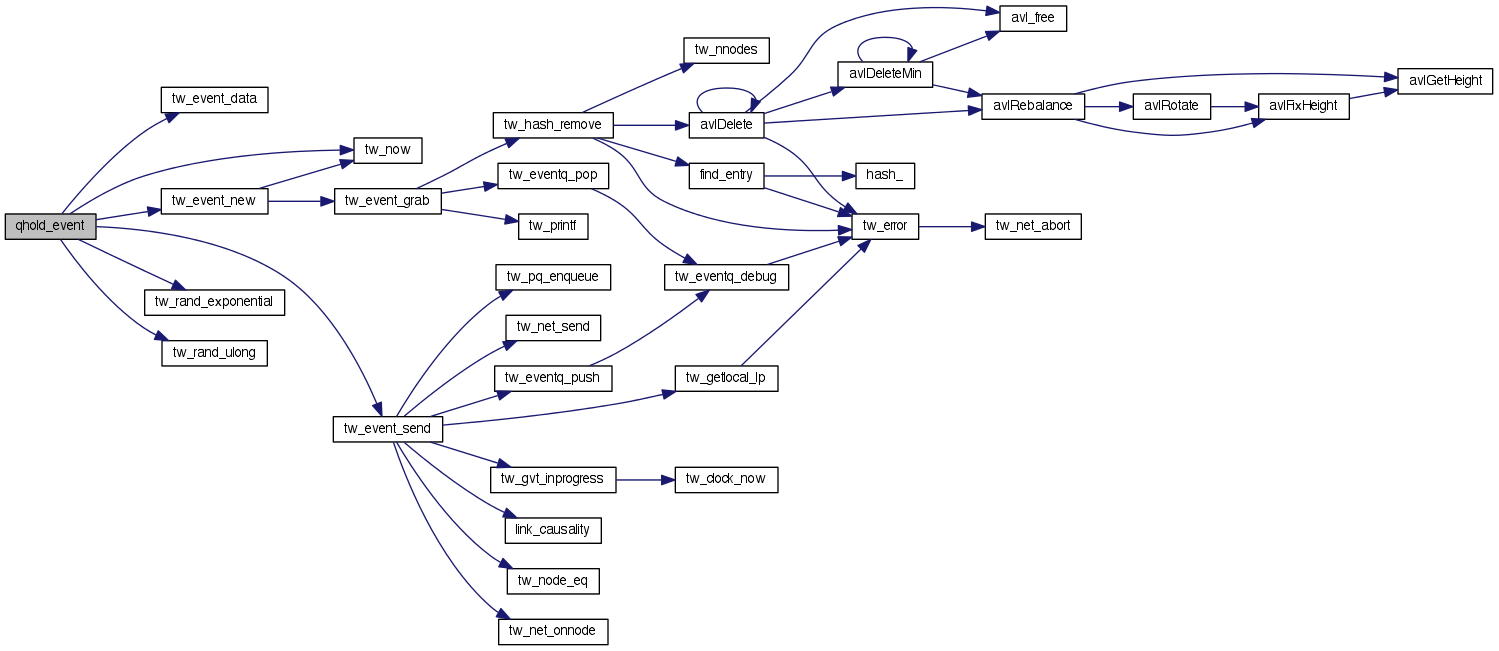 qhold_event
tw_event_data
tw_now
tw_event_new
tw_event_grab
tw_rand_exponential
tw_rand_ulong
tw_event_send
tw_hash_remove
tw_eventq_pop
tw_printf
tw_pq_enqueue
tw_net_send
tw_eventq_push
tw_gvt_inprogress
link_causality
tw_node_eq
tw_net_onnode
tw_nnodes
avlDelete
find_entry
tw_eventq_debug
tw_getlocal_lp
tw_clock_now
avlDeleteMin
hash_
tw_error
avl_free
avlRebalance
tw_net_abort
avlRotate
avlFixHeight
avlGetHeight